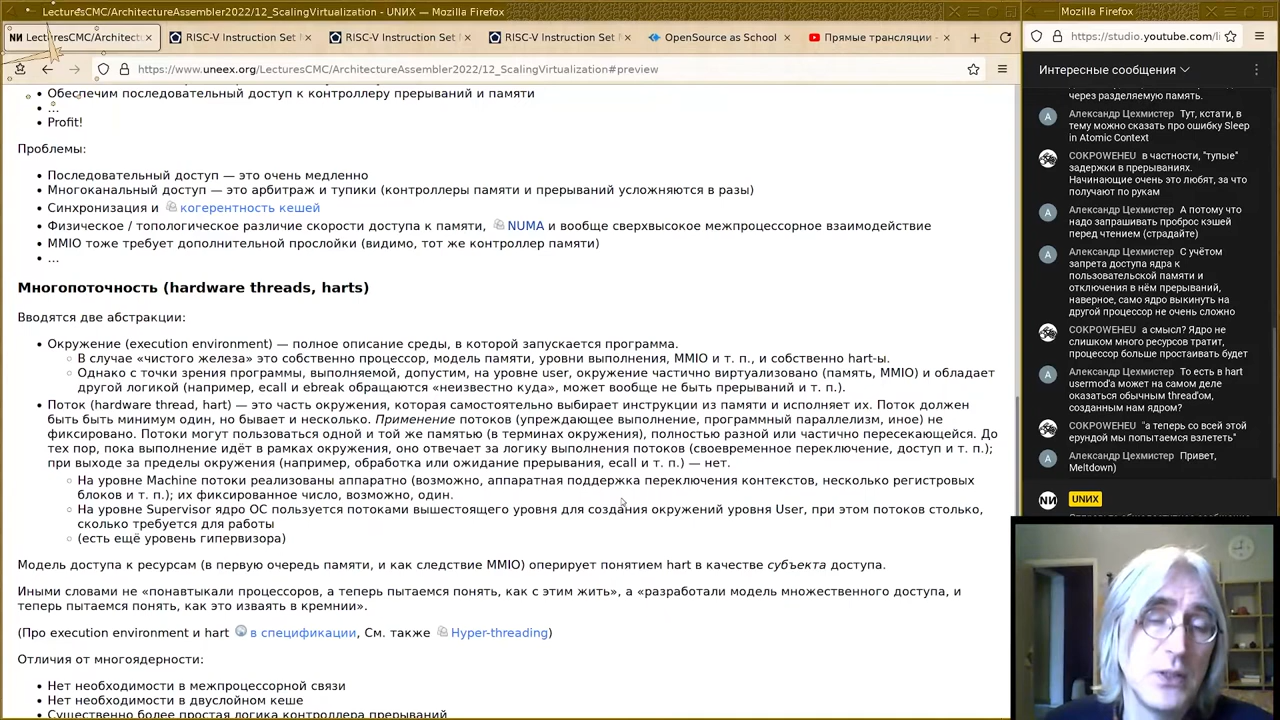 LecturesCMC/ArchitectureAssembler2022/12_ScalingVirtualization - UNИX — Mozilla Firefox
LecturesCMC/Architectu
RISC-V Instruction Set M
RISC-V Instruction Set M
RISC-V Instruction Set M
OpenSource as School
Прямые трансляции -
https://www.uneex.org/LecturesCMC/ArchitectureAssembler2022/12_ScalingVirtualization#preview
Обеспечим последовательный доступ к контроллеру прерываний и памяти
...
Profit!
Проблемы:
Последовательный доступ — это очень медленно
Многоканальный доступ — это арбитраж и тупики (контроллеры памяти и прерываний усложняются в разы)
Синхронизация и когерентность кешей
Физическое / топологическое различие скорости доступа к памяти, NUMA и вообще сверхвысокое межпроцессорное взаимодействие
MMIO тоже требует дополнительной прослойки (видимо, тот же контроллер памяти)
...
Многопоточность (hardware threads, harts)
Вводятся две абстракции:
Окружение (execution environment) — полное описание среды, в которой запускается программа.
В случае «чистого железа» это собственно процессор, модель памяти, уровни выполнения, MMIO и т. п., и собственно hart-ы.
Однако с точки зрения программы, выполняемой, допустим, на уровне user, окружение частично виртуализовано (память, MMIO) и обладает
другой логикой (например, ecall и ebreak обращаются «неизвестно куда», может вообще не быть прерываний и т. п.).
Поток (hardware thread, hart) — это часть окружения, которая самостоятельно выбирает инструкции из памяти и исполняет их. Поток должен
быть быть минимум один, но бывает и несколько. Применение потоков (упреждающее выполнение, программный параллелизм, иное) не
фиксировано. Потоки могут пользоваться одной и той же памятью (в терминах окружения), полностью разной или частично пересекающейся. До
тех пор, пока выполнение идёт в рамках окружения, оно отвечает за логику выполнения потоков (своевременное переключение, доступ и т. п.);
при выходе за пределы окружения (например, обработка или ожидание прерывания, ecall и т. п.) — нет.
На уровне Machine потоки реализованы аппаратно (возможно, аппаратная поддержка переключения контекстов, несколько регистровых
блоков и т. п.); их фиксированное число, возможно, один.
На уровне Supervisor ядро ОС пользуется потоками вышестоящего уровня для создания окружений уровня User, при этом потоков столько,
сколько требуется для работы
(есть ещё уровень гипервизора)
Модель доступа к ресурсам (в первую очередь памяти, и как следствие MMIO) оперирует понятием hart в качестве субъекта доступа.
Иными словами не «понавтыкали процессоров, а теперь пытаемся понять, как с этим жить», а «разработали модель множественного доступа, и
теперь пытаемся понять, как это изваять в кремнии».
(Про execution environment и hart в спецификации, См. также Hyper-threading)
Отличия от многоядерности:
Нет необходимости в межпроцессорной связи
Нет необходимости в двуслойном кеше
Существенно более простая логика контроллера прерываний
Mozilla Firefox
https://studio.youtube.com/li
Интересные сообщения
через разделяемую память.
Александр Цехмистер Тут, кстати, в
тему можно сказать про ошибку Sleep
in Atomic Context
COKPOWEHEU в частности, "тупые"
задержки в прерываниях.
Начинающие очень это любят, за что
получают по рукам
Александр Цехмистер А потому что
надо запрашивать проброс кэшей
перед чтением (страдайте)
Александр Цехмистер С учётом
запрета доступа ядра к
пользовательской памяти и
отключения в нём прерываний,
наверное, само ядро выкинуть на
другой процессор не очень сложно
COKPOWEHEU а смысл? Ядро не
слишком много ресурсов тратит,
процессор больше простаивать будет
Александр Цехмистер То есть в hart
usermod'а может на самом деле
оказаться обычным thread'ом,
созданным нам ядром?
COKPOWEHEU "а теперь со всей этой
ерундой мы попытаемся взлететь"
Александр Цехмистер Привет,
Meltdown)
UNИX